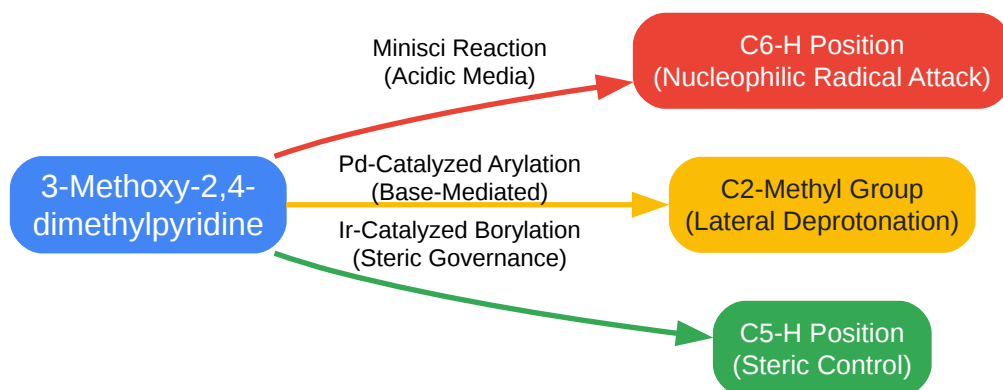 3-Methoxy-2,4-
dimethylpyridine
Minisci Reaction
(Acidic Media)
C6-H Position
(Nucleophilic Radical Attack)
Pd-Catalyzed Arylation
(Base-Mediated)
C2-Methyl Group
(Lateral Deprotonation)
Ir-Catalyzed Borylation
(Steric Governance)
C5-H Position
(Steric Control)